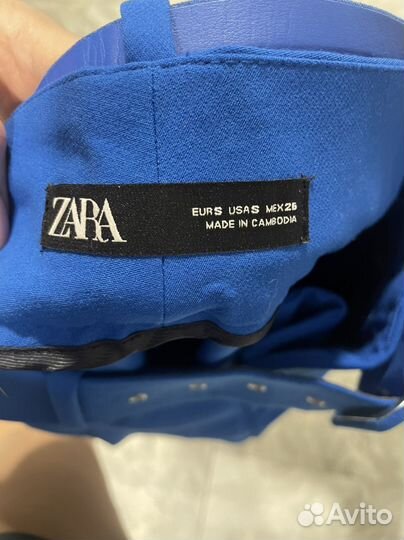 ZARA
EUR S USA S MEX 26
MADE IN CAMBODIA
Avito